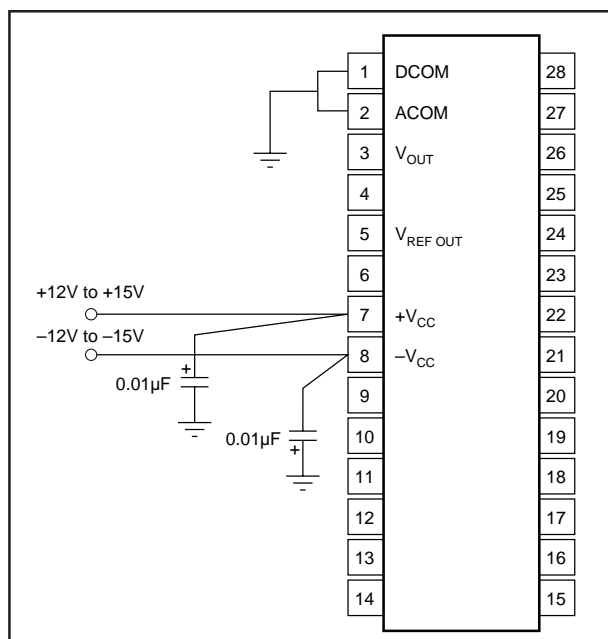 1 DCOM 28
2 ACOM 27
3 VOUT 26
4 25
5 VREF OUT 24
6 23
+12V to +15V
7 +VCC 22
–12V to –15V
8 –VCC 21
+
0.01µF
9 20
0.01µF
+
10 19
11 18
12 17
13 16
14 15